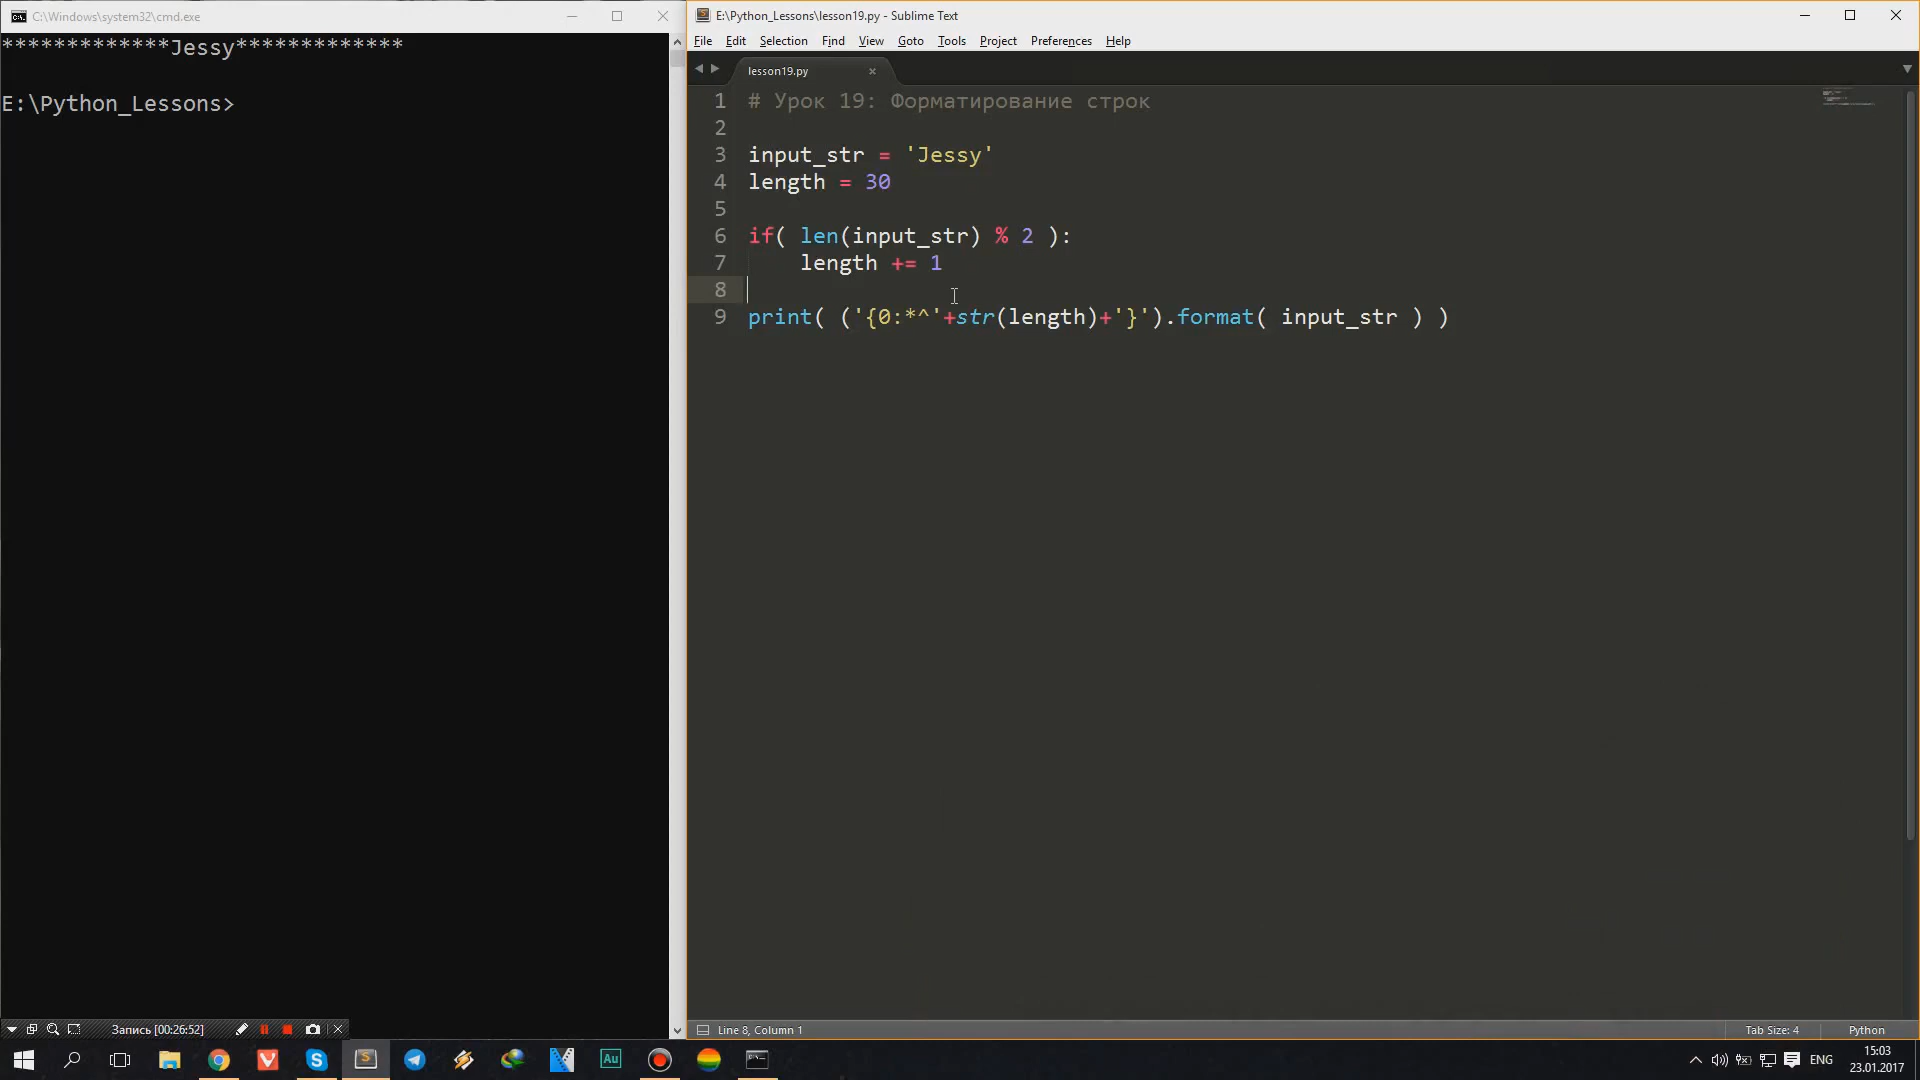 C:\Windows\system32\cmd.exe
*************Jessy*************
E:\Python_Lessons>
E:\Python_Lessons\lesson19.py - Sublime Text
File Edit Selection Find View Goto Tools Project Preferences Help
lesson19.py
1 # Урок 19: Форматирование строк
2
3 input_str = 'Jessy'
4 length = 30
5
6 if( len(input_str) % 2 ):
7     length += 1
8
9 print( ('{0:*^'+str(length)+'}').format( input_str ) )
Запись [00:26:52]
Line 8, Column 1
Tab Size: 4
Python
Au
ENG
15:03
23.01.2017